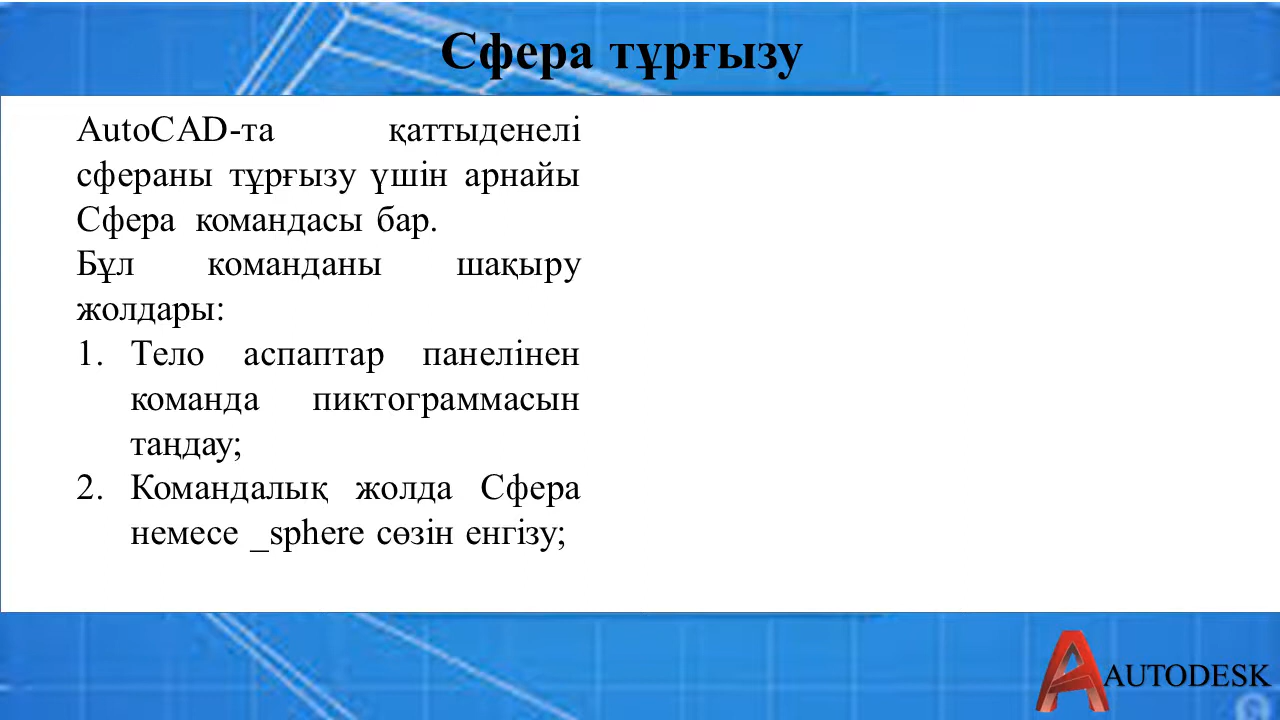 Сфера тұрғызу
AutoCAD-та қаттыденелі
сфераны тұрғызу үшін арнайы
Сфера командасы бар.
Бұл команданы шақыру
жолдары:
1. Тело аспаптар панелінен
команда пиктограммасын
таңдау;
2. Командалық жолда Сфера
немесе _sphere сөзін енгізу;
AUTODESK